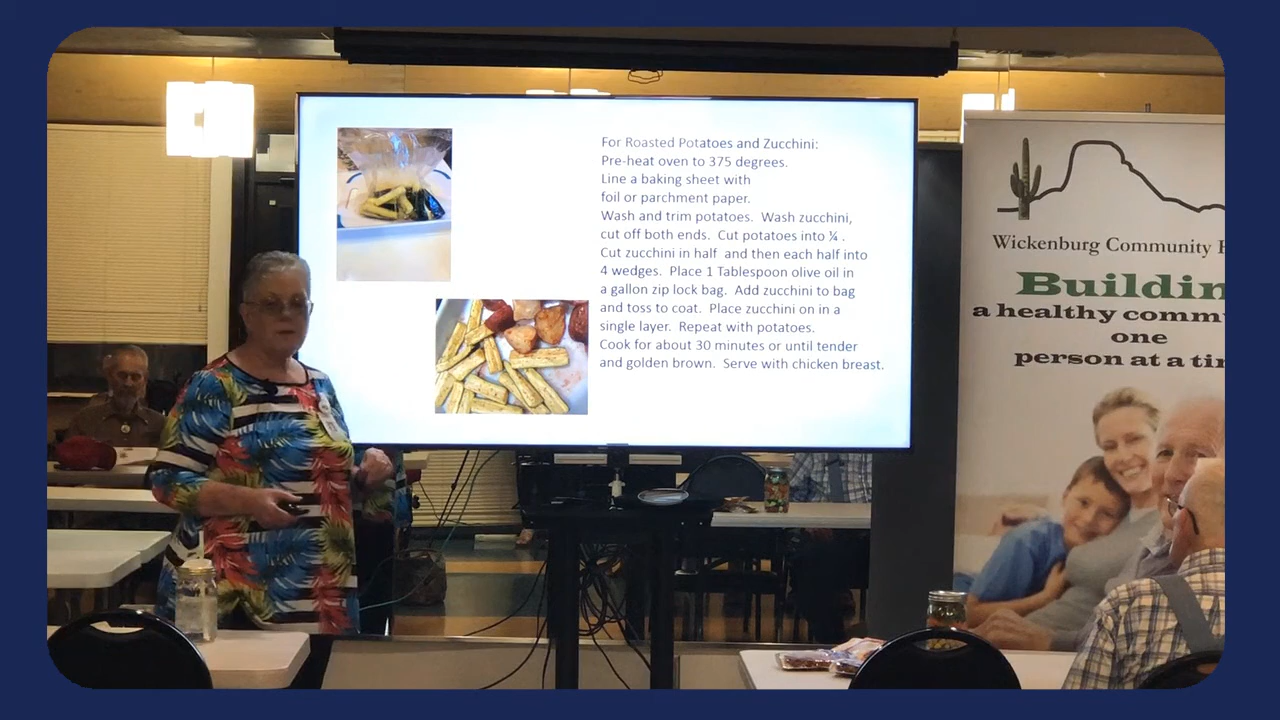 For Roasted Potatoes and Zucchini:
Pre-heat oven to 375 degrees.
Line a baking sheet with
foil or parchment paper.
Wash and trim potatoes. Wash zucchini,
cut off both ends. Cut potatoes into ¼ .
Cut zucchini in half and then each half into
4 wedges. Place 1 Tablespoon olive oil in
a gallon zip lock bag. Add zucchini to bag
and toss to coat. Place zucchini on in a
single layer. Repeat with potatoes.
Cook for about 30 minutes or until tender
and golden brown. Serve with chicken breast.
Wickenburg Community
Buildin
a healthy comm
one
person at a ti